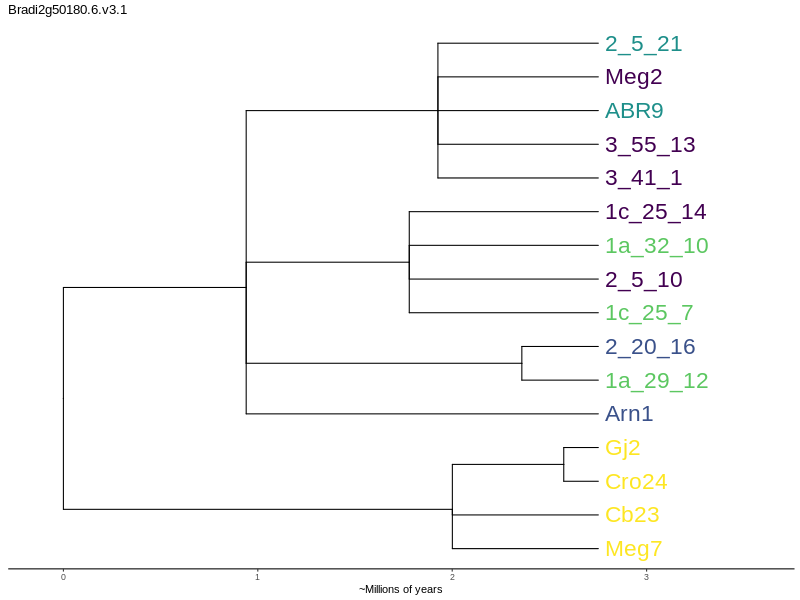 Bradi2g50180.6.v3.1
2_5_21
Meg2
ABR9
3_55_13
3_41_1
1c_25_14
1a_32_10
2_5_10
1c_25_7
2_20_16
1a_29_12
Arn1
Gj2
Cro24
Cb23
Meg7
0 1 2 3
~Millions of years